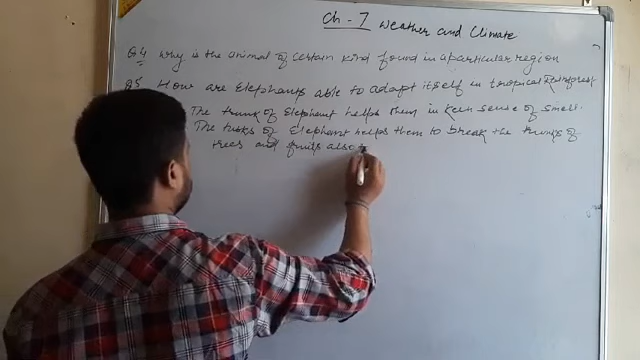 Ch - 7 Weather and Climate
Q4 Why is the animal of certain kind found in a particular region
Q5 How are Elephants able to adapt itself in tropical Rainforest.
The trunk of Elephant helps them in keen sense of smell.
The tusks of Elephant helps them to break the trunks of
trees and fruits also